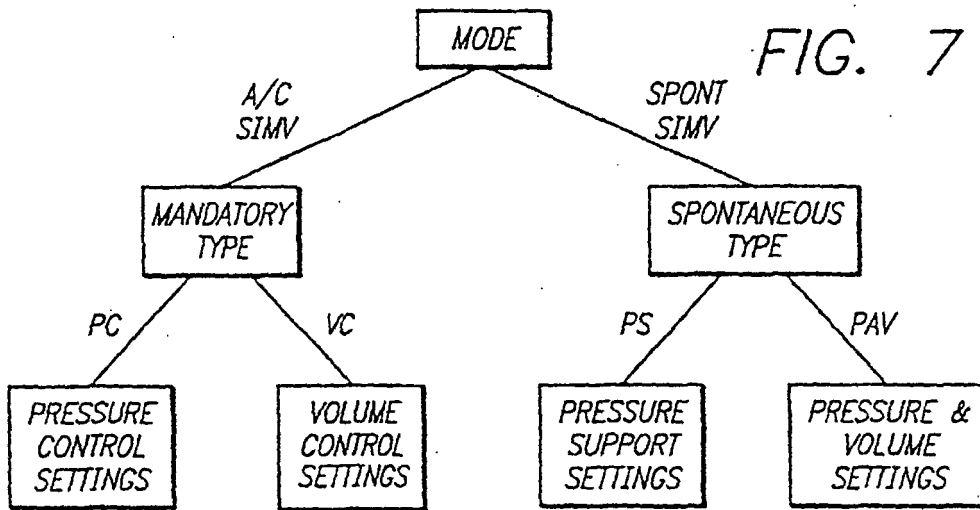 MODE
FIG. 7
A/C
SIMV
SPONT
SIMV
MANDATORY
TYPE
SPONTANEOUS
TYPE
PC
VC
PS
PAV
PRESSURE
CONTROL
SETTINGS
VOLUME
CONTROL
SETTINGS
PRESSURE
SUPPORT
SETTINGS
PRESSURE &
VOLUME
SETTINGS